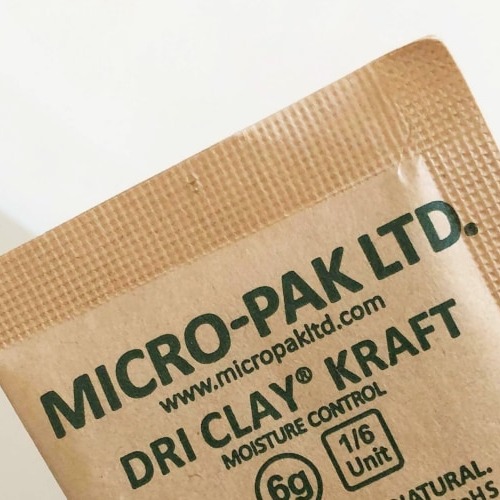 MICRO-PAK LTD.
www.micropakltd.com
DRI CLAY® KRAFT
MOISTURE CONTROL
6g
1/6
Unit
NATURAL.